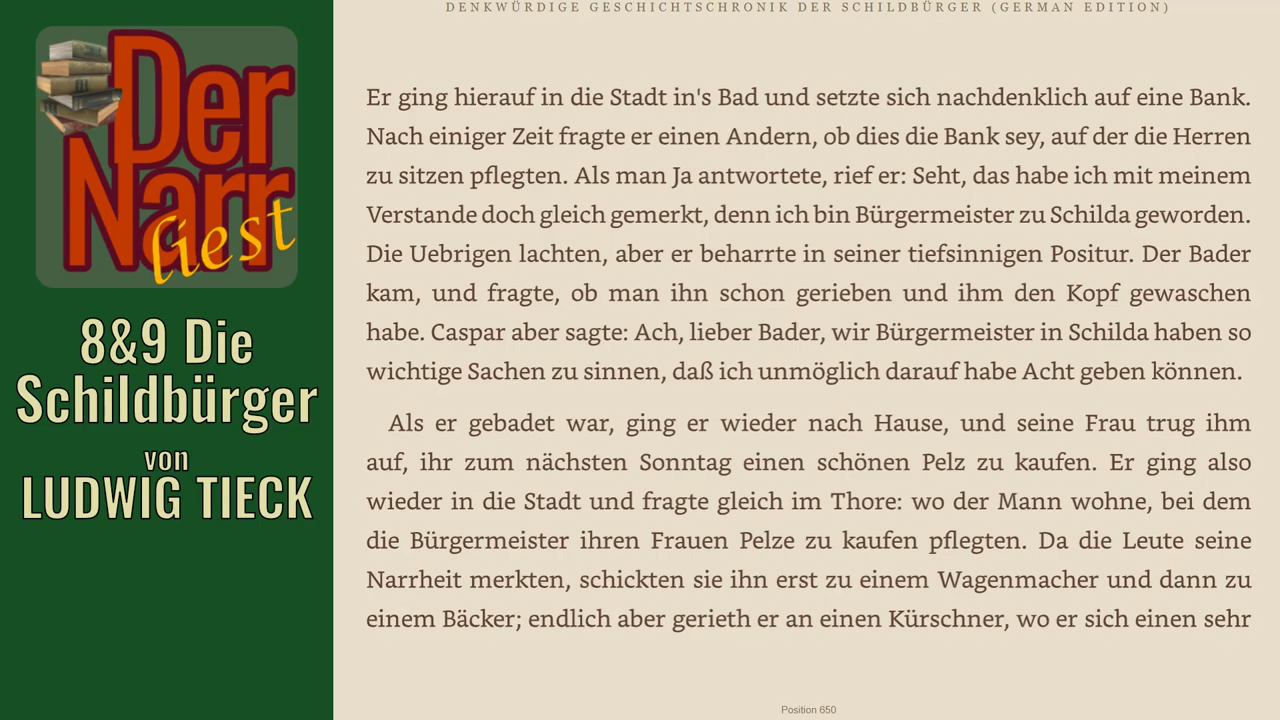 Der
Narr
liest
8&9 Die
Schildbürger
von
LUDWIG TIECK
DENKWÜRDIGE GESCHICHTSCHRONIK DER SCHILDBÜRGER (GERMAN EDITION)
Er ging hierauf in die Stadt in's Bad und setzte sich nachdenklich auf eine Bank.
Nach einiger Zeit fragte er einen Andern, ob dies die Bank sey, auf der die Herren
zu sitzen pflegten. Als man Ja antwortete, rief er: Seht, das habe ich mit meinem
Verstande doch gleich gemerkt, denn ich bin Bürgermeister zu Schilda geworden.
Die Uebrigen lachten, aber er beharrte in seiner tiefsinnigen Positur. Der Bader
kam, und fragte, ob man ihn schon gerieben und ihm den Kopf gewaschen
habe. Caspar aber sagte: Ach, lieber Bader, wir Bürgermeister in Schilda haben so
wichtige Sachen zu sinnen, daß ich unmöglich darauf habe Acht geben können.
Als er gebadet war, ging er wieder nach Hause, und seine Frau trug ihm
auf, ihr zum nächsten Sonntag einen schönen Pelz zu kaufen. Er ging also
wieder in die Stadt und fragte gleich im Thore: wo der Mann wohne, bei dem
die Bürgermeister ihren Frauen Pelze zu kaufen pflegten. Da die Leute seine
Narrheit merkten, schickten sie ihn erst zu einem Wagenmacher und dann zu
einem Bäcker; endlich aber gerieth er an einen Kürschner, wo er sich einen sehr
Position 650